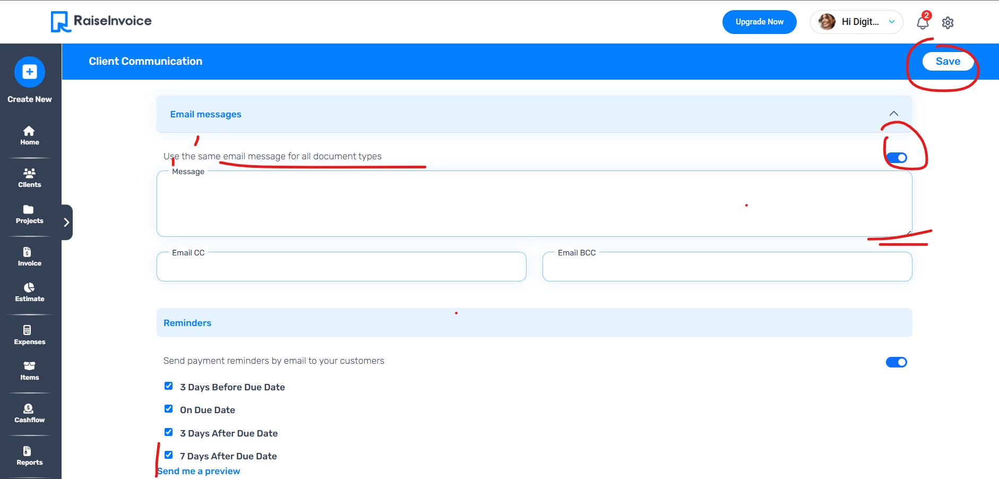 RaiseInvoice
Upgrade Now
Hi Digit...
2
Client Communication
Save
Create New
Home
Clients
Projects
Invoice
Estimate
Expenses
Items
Cashflow
Reports
Email messages
Use the same email message for all document types
Message
Email CC
Email BCC
Reminders
Send payment reminders by email to your customers
3 Days Before Due Date
On Due Date
3 Days After Due Date
7 Days After Due Date
Send me a preview